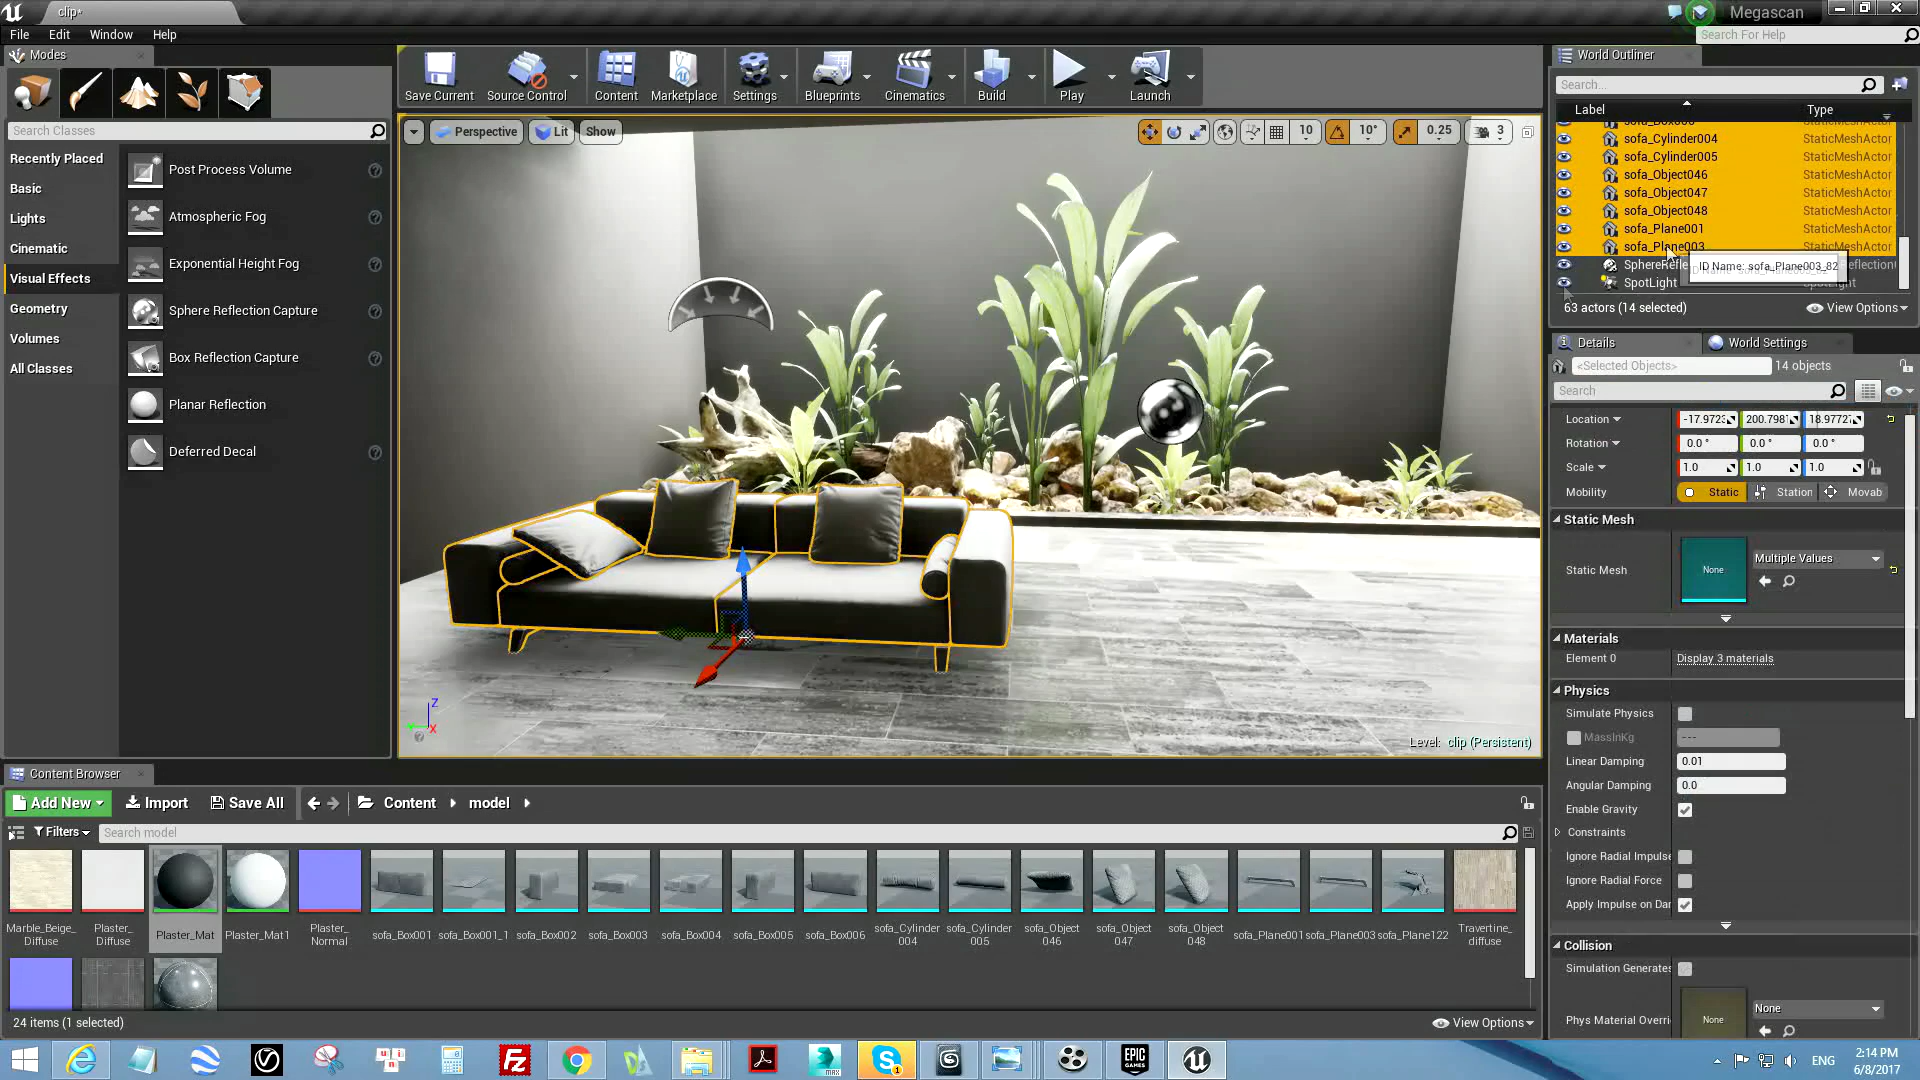 clip*
Megascan
File Edit Window Help
Search For Help
Modes
World Outliner
Save Current
Source Control
Content
Marketplace
Settings
Blueprints
Cinematics
Build
Play
Launch
Search...
Label Type
Search Classes
Perspective
Lit
Show
10
10°
0.25
3
Recently Placed
Basic
Lights
Cinematic
Visual Effects
Geometry
Volumes
All Classes
Post Process Volume
Atmospheric Fog
Exponential Height Fog
Sphere Reflection Capture
Box Reflection Capture
Planar Reflection
Deferred Decal
sofa_Cylinder004 StaticMeshActor
sofa_Cylinder005 StaticMeshActor
sofa_Object046 StaticMeshActor
sofa_Object047 StaticMeshActor
sofa_Object048 StaticMeshActor
sofa_Plane001 StaticMeshActor
sofa_Plane003 StaticMeshActor
SphereRefle
ID Name: sofa_Plane003_82
SpotLight
63 actors (14 selected)
View Options
Details
World Settings
<Selected Objects>
14 objects
Search
Location -17.972 200.798 18.9772
Rotation 0.0 ° 0.0 ° 0.0 °
Scale 1.0 1.0 1.0
Mobility Static Station Movab
Static Mesh
Static Mesh
None
Multiple Values
Materials
Element 0 Display 3 materials
Physics
Simulate Physics
MassInKg ---
Linear Damping 0.01
Angular Damping 0.0
Enable Gravity
Constraints
Ignore Radial Impulse
Ignore Radial Force
Apply Impulse on Dar
Collision
Simulation Generates
Phys Material Overri
None
None
Z
X
Level: clip (Persistent)
Content Browser
Add New
Import
Save All
Content
model
Filters
Search model
Marble_Beige_
Diffuse
Plaster_
Diffuse
Plaster_Mat
Plaster_Mat1
Plaster_
Normal
sofa_Box001
sofa_Box001_1
sofa_Box002
sofa_Box003
sofa_Box004
sofa_Box005
sofa_Box006
sofa_Cylinder
004
sofa_Cylinder
005
sofa_Object
046
sofa_Object
047
sofa_Object
048
sofa_Plane001
sofa_Plane003
sofa_Plane122
Travertine_
diffuse
24 items (1 selected)
View Options
EPIC
GAMES
MAX
ENG
2:14 PM
6/8/2017